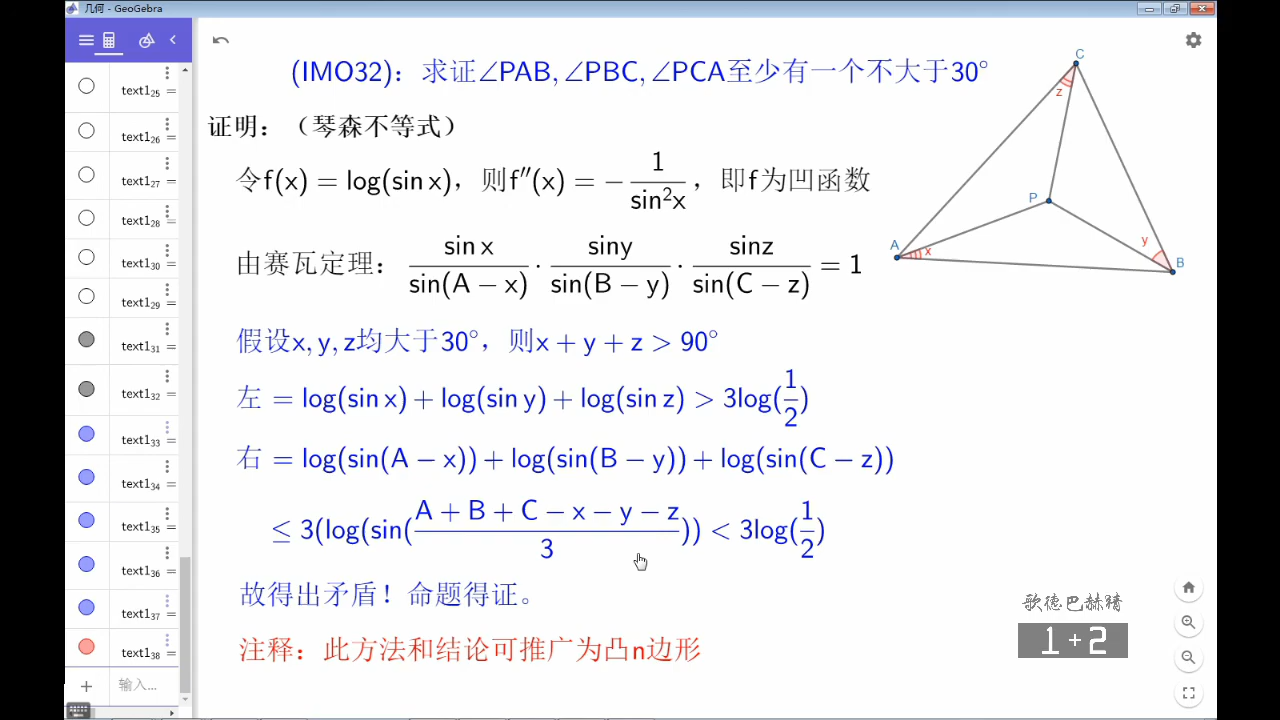 几何 - GeoGebra
text1₂₅ =
text1₂₆ =
text1₂₇ =
text1₂₈ =
text1₃₀ =
text1₂₉ =
text1₃₁ =
text1₃₂ =
text1₃₃ =
text1₃₄ =
text1₃₅ =
text1₃₆ =
text1₃₇ =
text1₃₈ =
输入...
(IMO32)：求证∠PAB, ∠PBC, ∠PCA至少有一个不大于30°
证明：（琴森不等式）
令f(x) = log(sin x)，则f″(x) = − 1/sin²x ，即f为凹函数
由赛瓦定理： sin x/sin(A − x) · siny/sin(B − y) · sinz/sin(C − z) = 1
假设x, y, z均大于30°，则x + y + z > 90°
左 = log(sin x) + log(sin y) + log(sin z) > 3log(1/2)
右 = log(sin(A − x)) + log(sin(B − y)) + log(sin(C − z))
≤ 3(log(sin(A + B + C − x − y − z/3)) < 3log(1/2)
故得出矛盾！命题得证。
注释：此方法和结论可推广为凸n边形
C
z
P
A
x
y
B
歌德巴赫猜
1+2